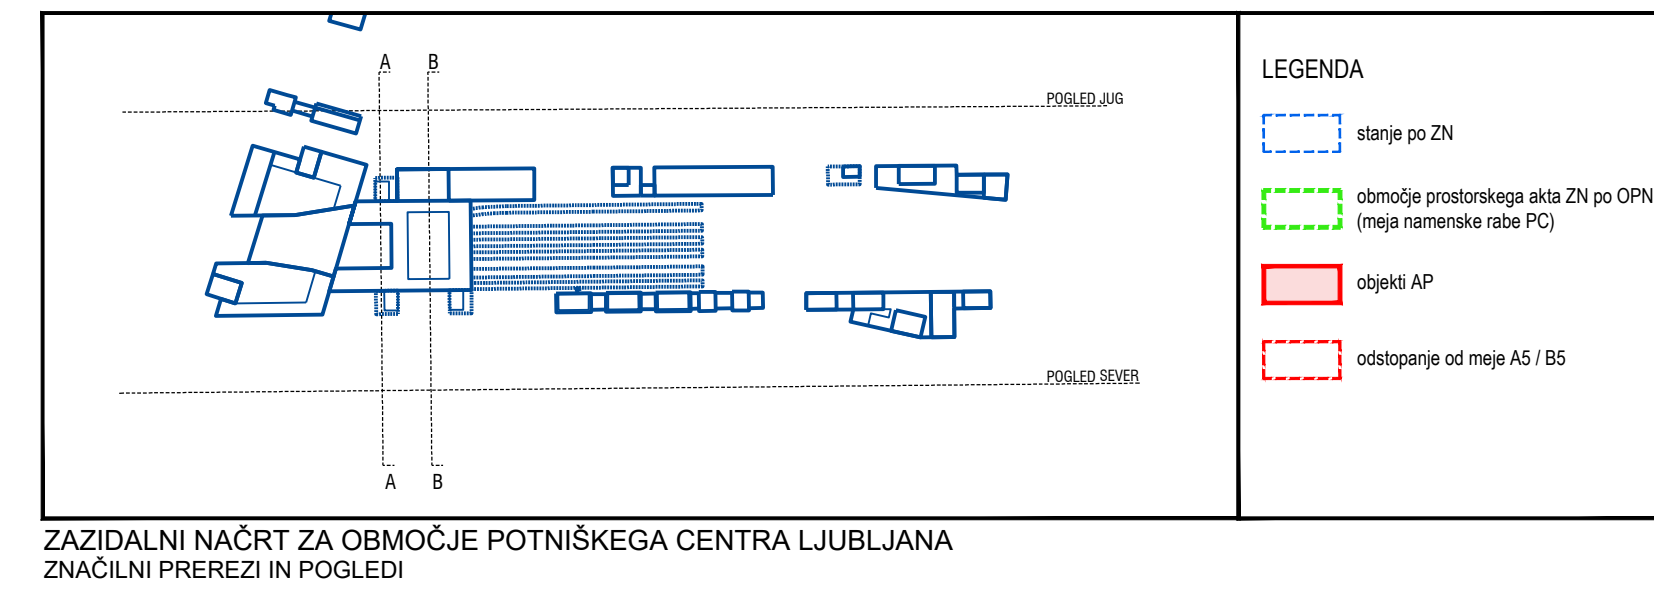 A
B
POGLED JUG
POGLED SEVER
A
B
LEGENDA
stanje po ZN
območje prostorskega akta ZN po OPN
(meja namenske rabe PC)
objekti AP
odstopanje od meje A5 / B5
ZAZIDALNI NAČRT ZA OBMOČJE POTNIŠKEGA CENTRA LJUBLJANA
ZNAČILNI PREREZI IN POGLEDI